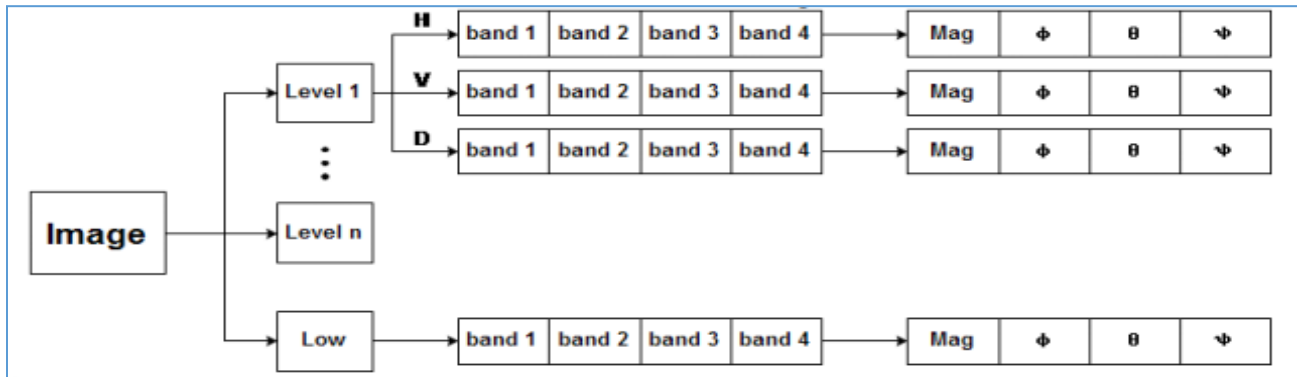 H
band 1 band 2 band 3 band 4 Mag Φ θ Ψ
Level 1
V
band 1 band 2 band 3 band 4 Mag Φ θ Ψ
D
band 1 band 2 band 3 band 4 Mag Φ θ Ψ
Image
Level n
Low
band 1 band 2 band 3 band 4 Mag Φ θ Ψ